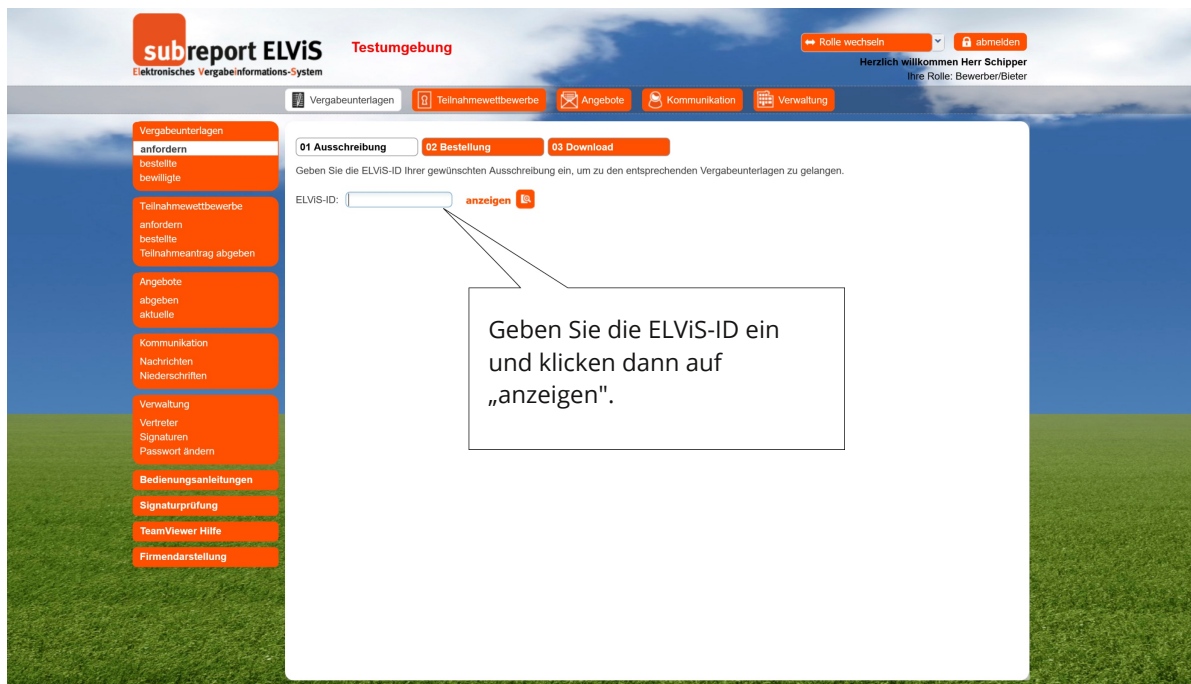 subreport ELViS
Elektronisches Vergabeinformations-System
Testumgebung
Rolle wechseln
abmelden
Herzlich willkommen Herr Schipper
Ihre Rolle: Bewerber/Bieter
Vergabeunterlagen
Teilnahmewettbewerbe
Angebote
Kommunikation
Verwaltung
Vergabeunterlagen
anfordern
bestellte
bewilligte
Teilnahmewettbewerbe
anfordern
bestellte
Teilnahmeantrag abgeben
Angebote
abgeben
aktuelle
Kommunikation
Nachrichten
Niederschriften
Verwaltung
Vertreter
Signaturen
Passwort ändern
Bedienungsanleitungen
Signaturprüfung
TeamViewer Hilfe
Firmendarstellung
01 Ausschreibung
02 Bestellung
03 Download
Geben Sie die ELViS-ID Ihrer gewünschten Ausschreibung ein, um zu den entsprechenden Vergabeunterlagen zu gelangen.
ELViS-ID:
anzeigen
Geben Sie die ELViS-ID ein
und klicken dann auf
„anzeigen".